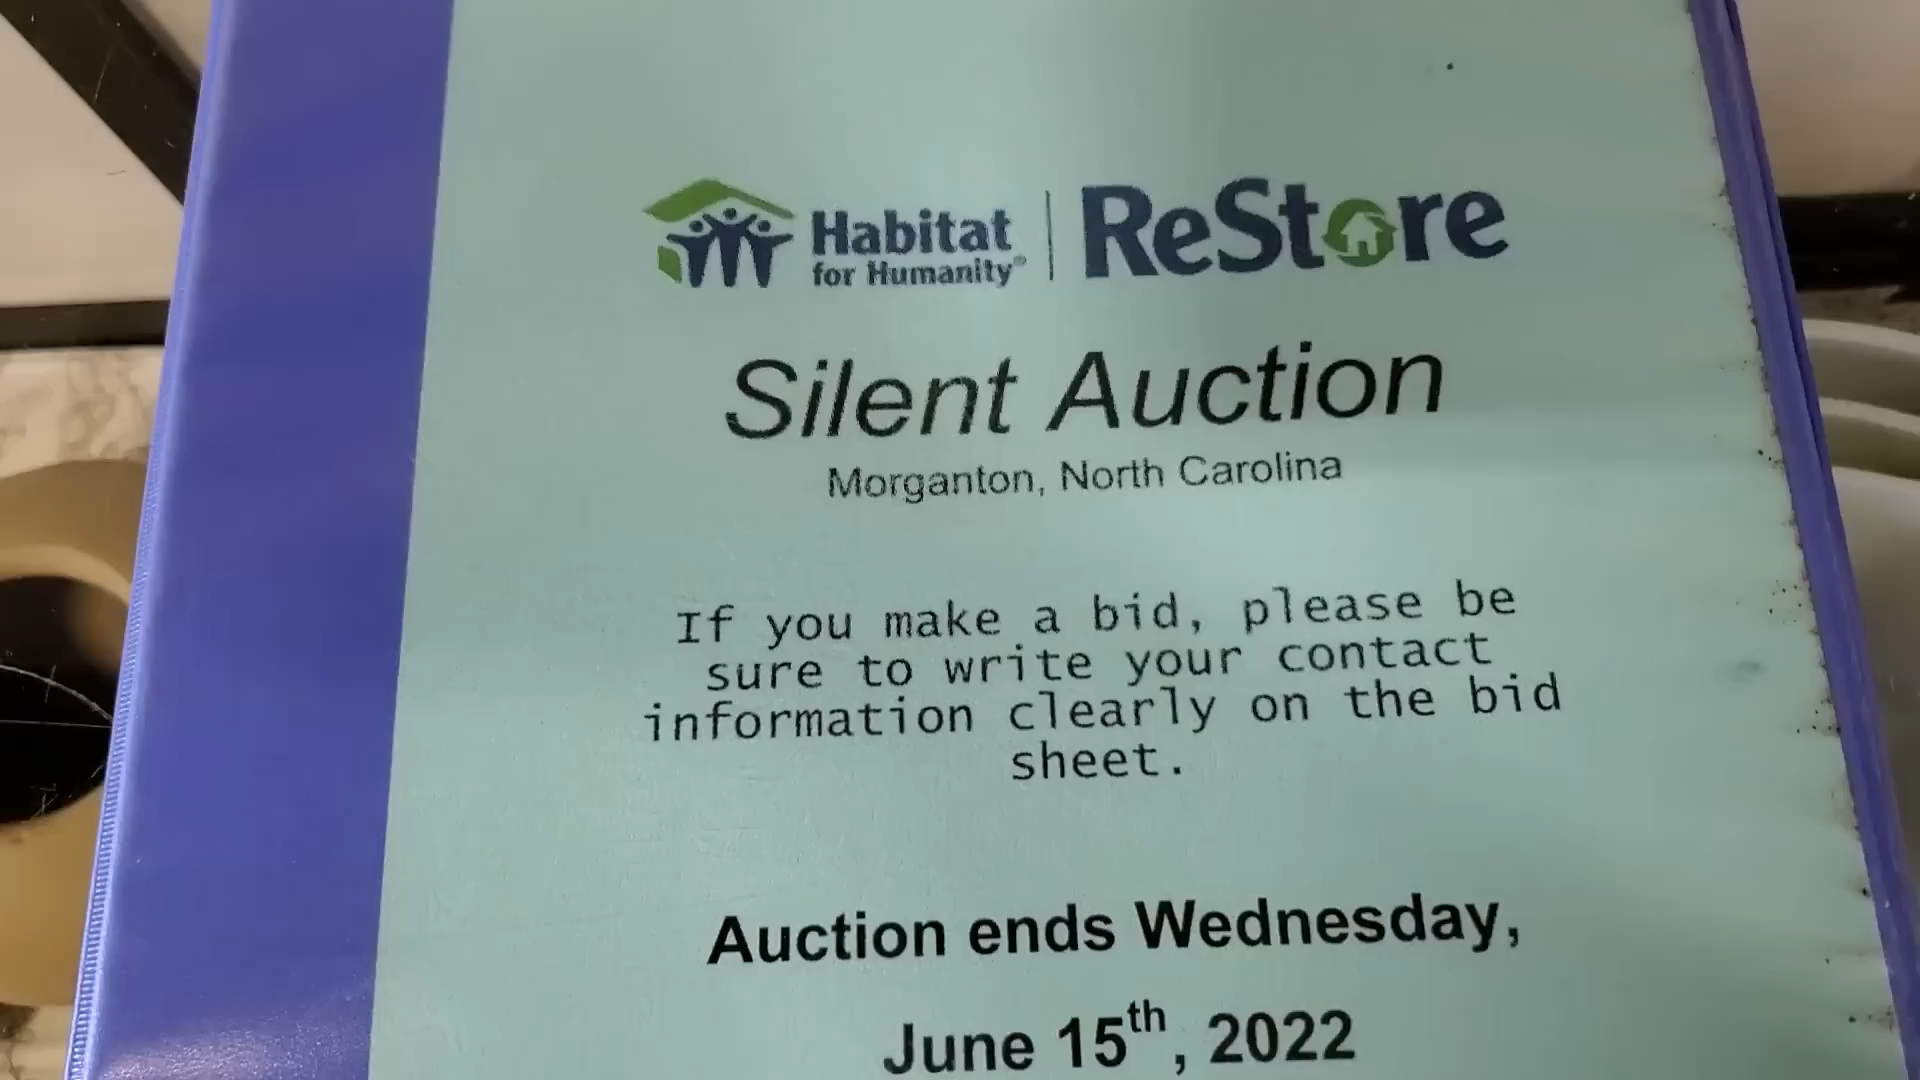 Habitat
for Humanity®
ReStore
Silent Auction
Morganton, North Carolina
If you make a bid, please be
sure to write your contact
information clearly on the bid
sheet.
Auction ends Wednesday,
June 15th, 2022